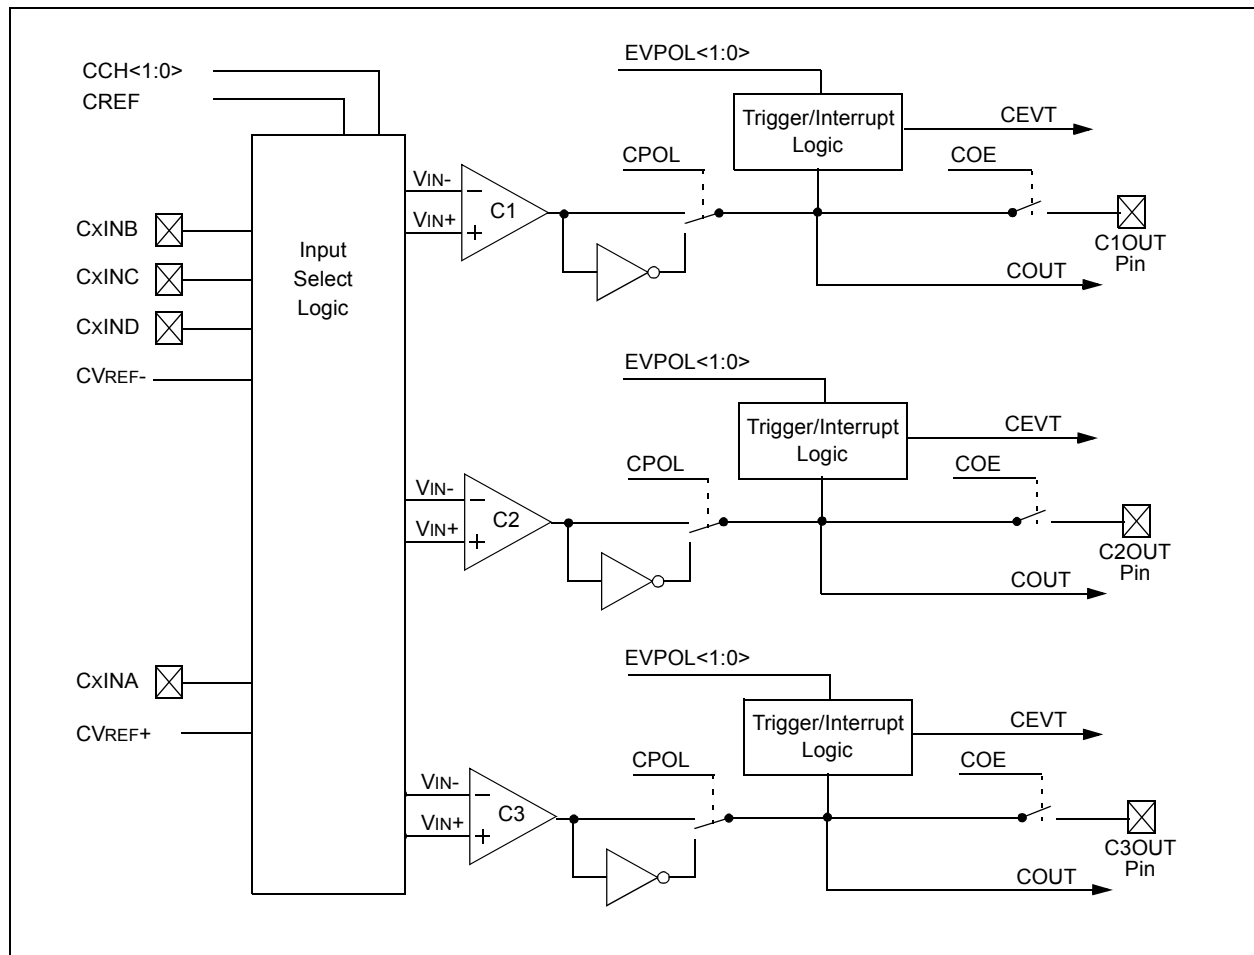 CCH<1:0>
CREF
CXINB
CXINC
CXIND
CVREF-
CXINA
CVREF+
Input
Select
Logic
EVPOL<1:0>
Trigger/Interrupt
Logic
CEVT
CPOL
COE
VIN-
VIN+
C1
C1OUT
Pin
COUT
EVPOL<1:0>
Trigger/Interrupt
Logic
CEVT
CPOL
COE
VIN-
VIN+
C2
C2OUT
Pin
COUT
EVPOL<1:0>
Trigger/Interrupt
Logic
CEVT
CPOL
COE
VIN-
VIN+
C3
C3OUT
Pin
COUT